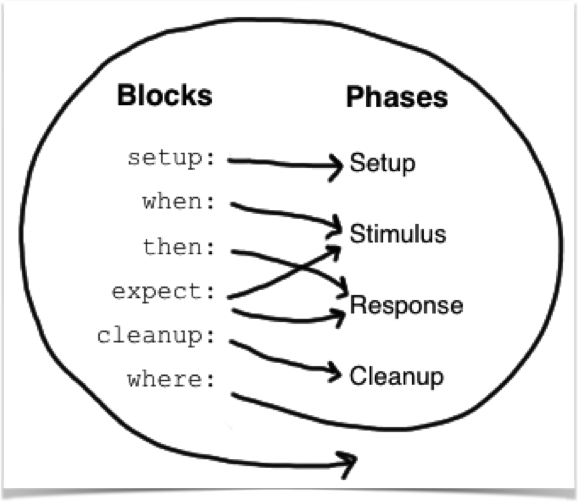 Blocks Phases
setup: Setup
when:
Stimulus
then:
expect: Response
cleanup:
Cleanup
where: